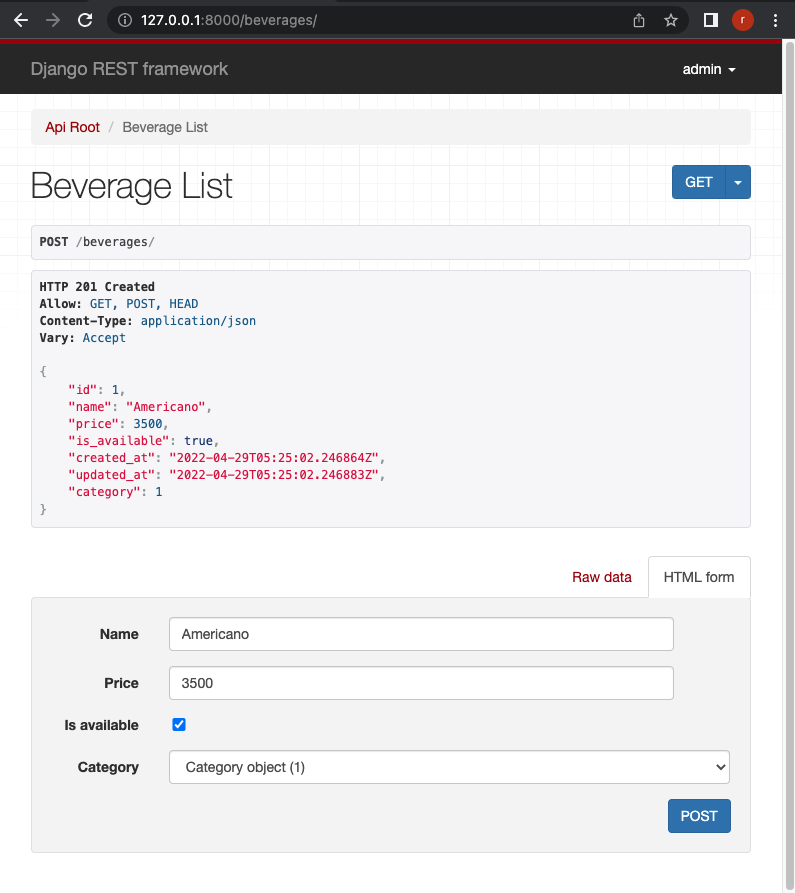 127.0.0.1:8000/beverages/
r
Django REST framework
admin
Api Root / Beverage List
Beverage List
GET
POST /beverages/
HTTP 201 Created
Allow: GET, POST, HEAD
Content-Type: application/json
Vary: Accept
{
    "id": 1,
    "name": "Americano",
    "price": 3500,
    "is_available": true,
    "created_at": "2022-04-29T05:25:02.246864Z",
    "updated_at": "2022-04-29T05:25:02.246883Z",
    "category": 1
}
Raw data
HTML form
Name
Americano
Price
3500
Is available
Category
Category object (1)
POST